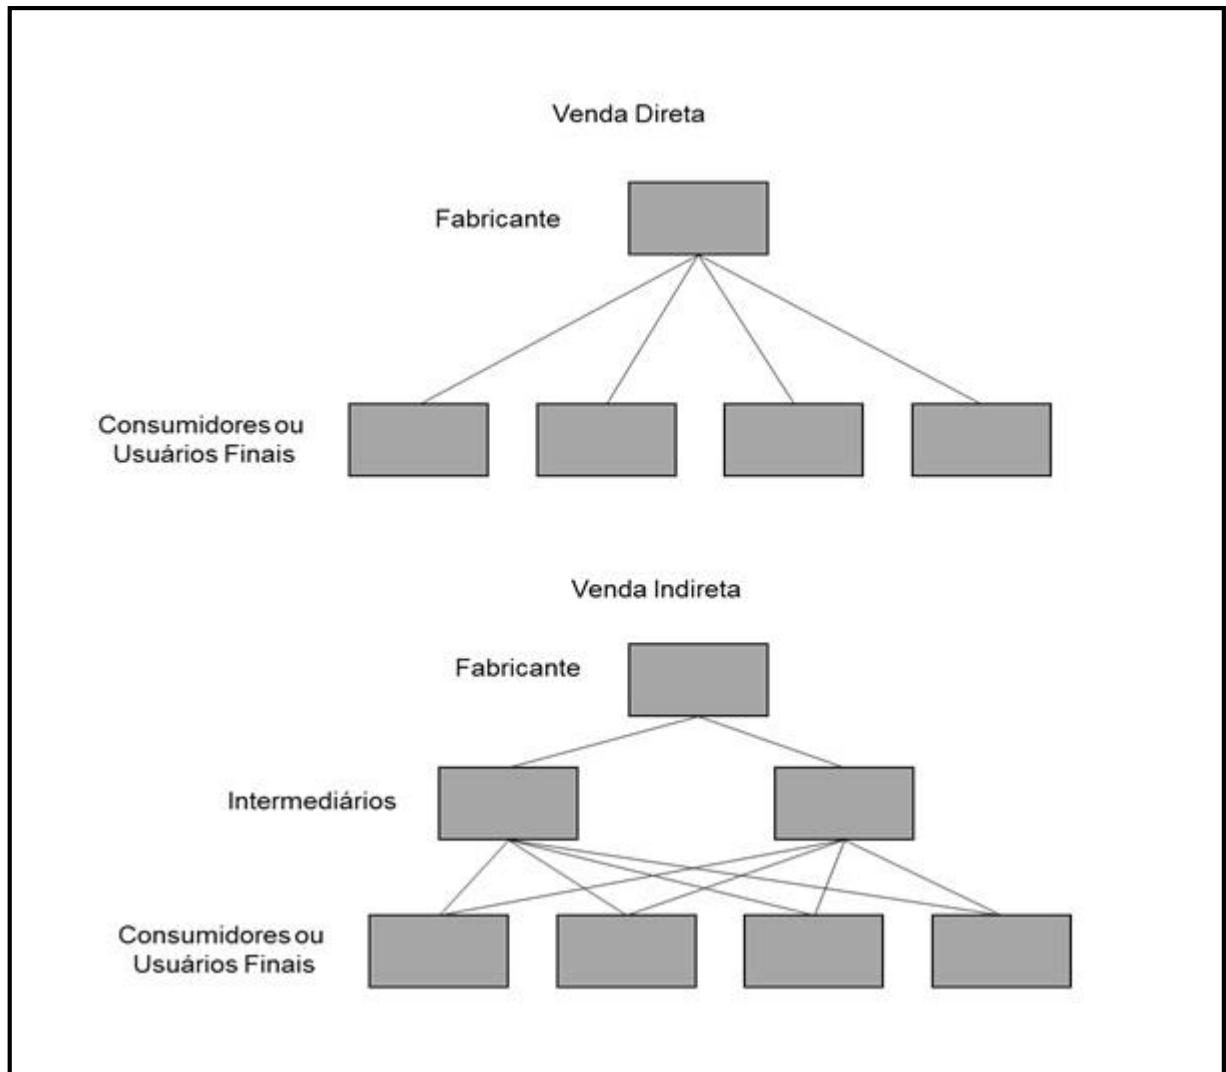 Venda Direta
Fabricante
Consumidores ou
Usuários Finais
Venda Indireta
Fabricante
Intermediários
Consumidores ou
Usuários Finais